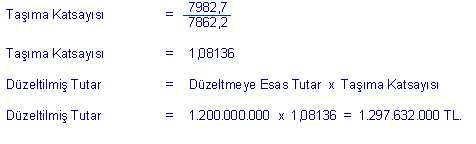 Taşıma Katsayısı = 7982,7
7862,2
Taşıma Katsayısı = 1,08136
Düzeltilmiş Tutar = Düzeltmeye Esas Tutar x Taşıma Katsayısı
Düzeltilmiş Tutar = 1.200.000.000 x 1,08136 = 1.297.632.000 TL.